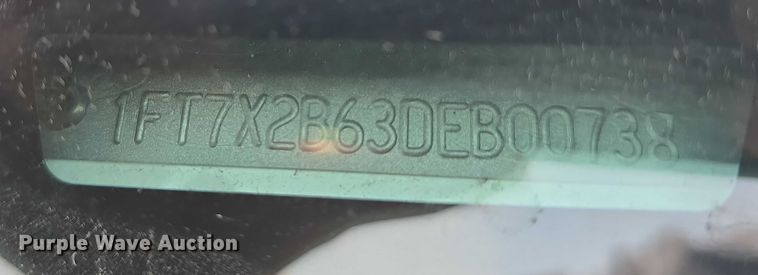 1FT7X2B63DEB00738
Purple Wave Auction